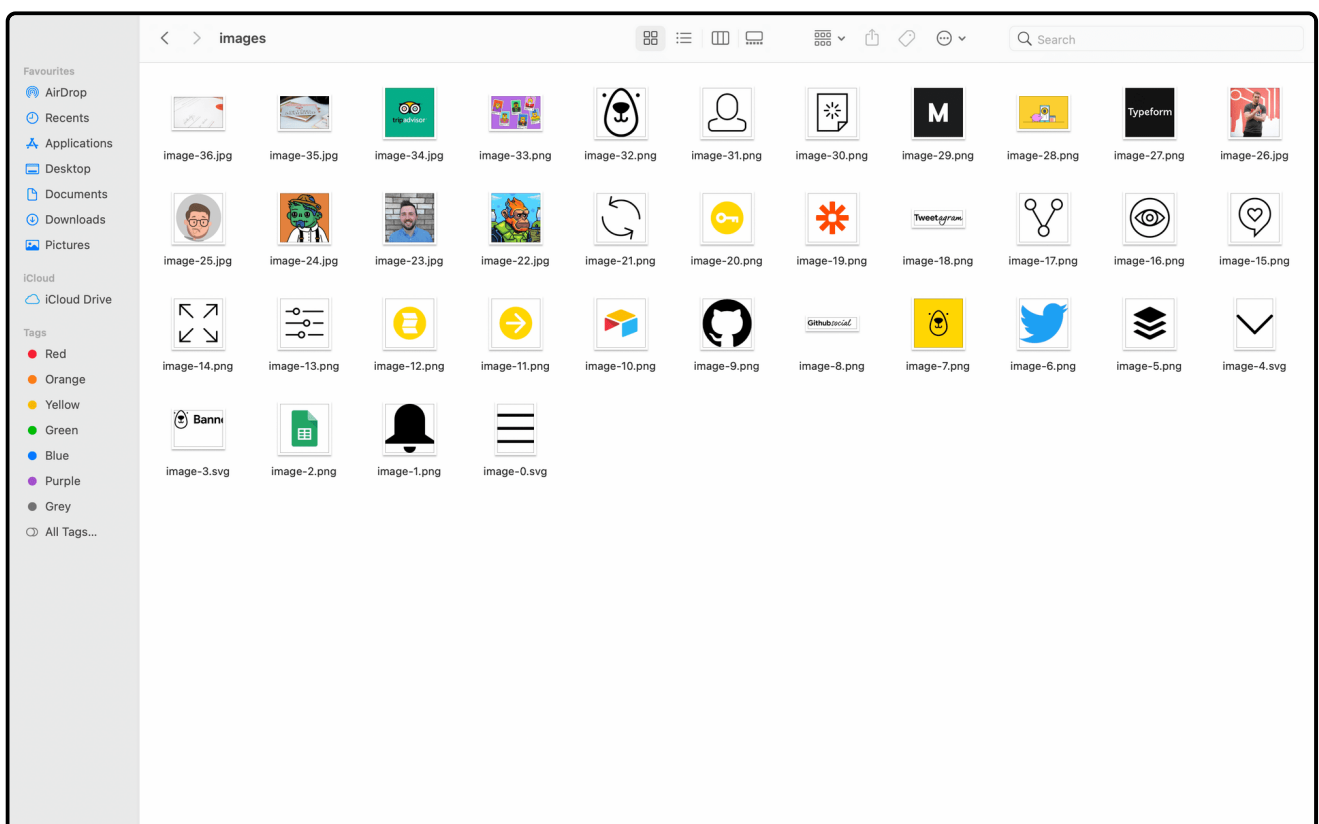 images
Search
Favourites
AirDrop
Recents
Applications
Desktop
Documents
Downloads
Pictures
iCloud
iCloud Drive
Tags
Red
Orange
Yellow
Green
Blue
Purple
Grey
All Tags...
tripadvisor
M
Typeform
image-36.jpg
image-35.jpg
image-34.jpg
image-33.png
image-32.png
image-31.png
image-30.png
image-29.png
image-28.png
image-27.png
image-26.jpg
Tweetagram
image-25.jpg
image-24.jpg
image-23.jpg
image-22.jpg
image-21.png
image-20.png
image-19.png
image-18.png
image-17.png
image-16.png
image-15.png
Githubsocial
image-14.png
image-13.png
image-12.png
image-11.png
image-10.png
image-9.png
image-8.png
image-7.png
image-6.png
image-5.png
image-4.svg
Bann
image-3.svg
image-2.png
image-1.png
image-0.svg